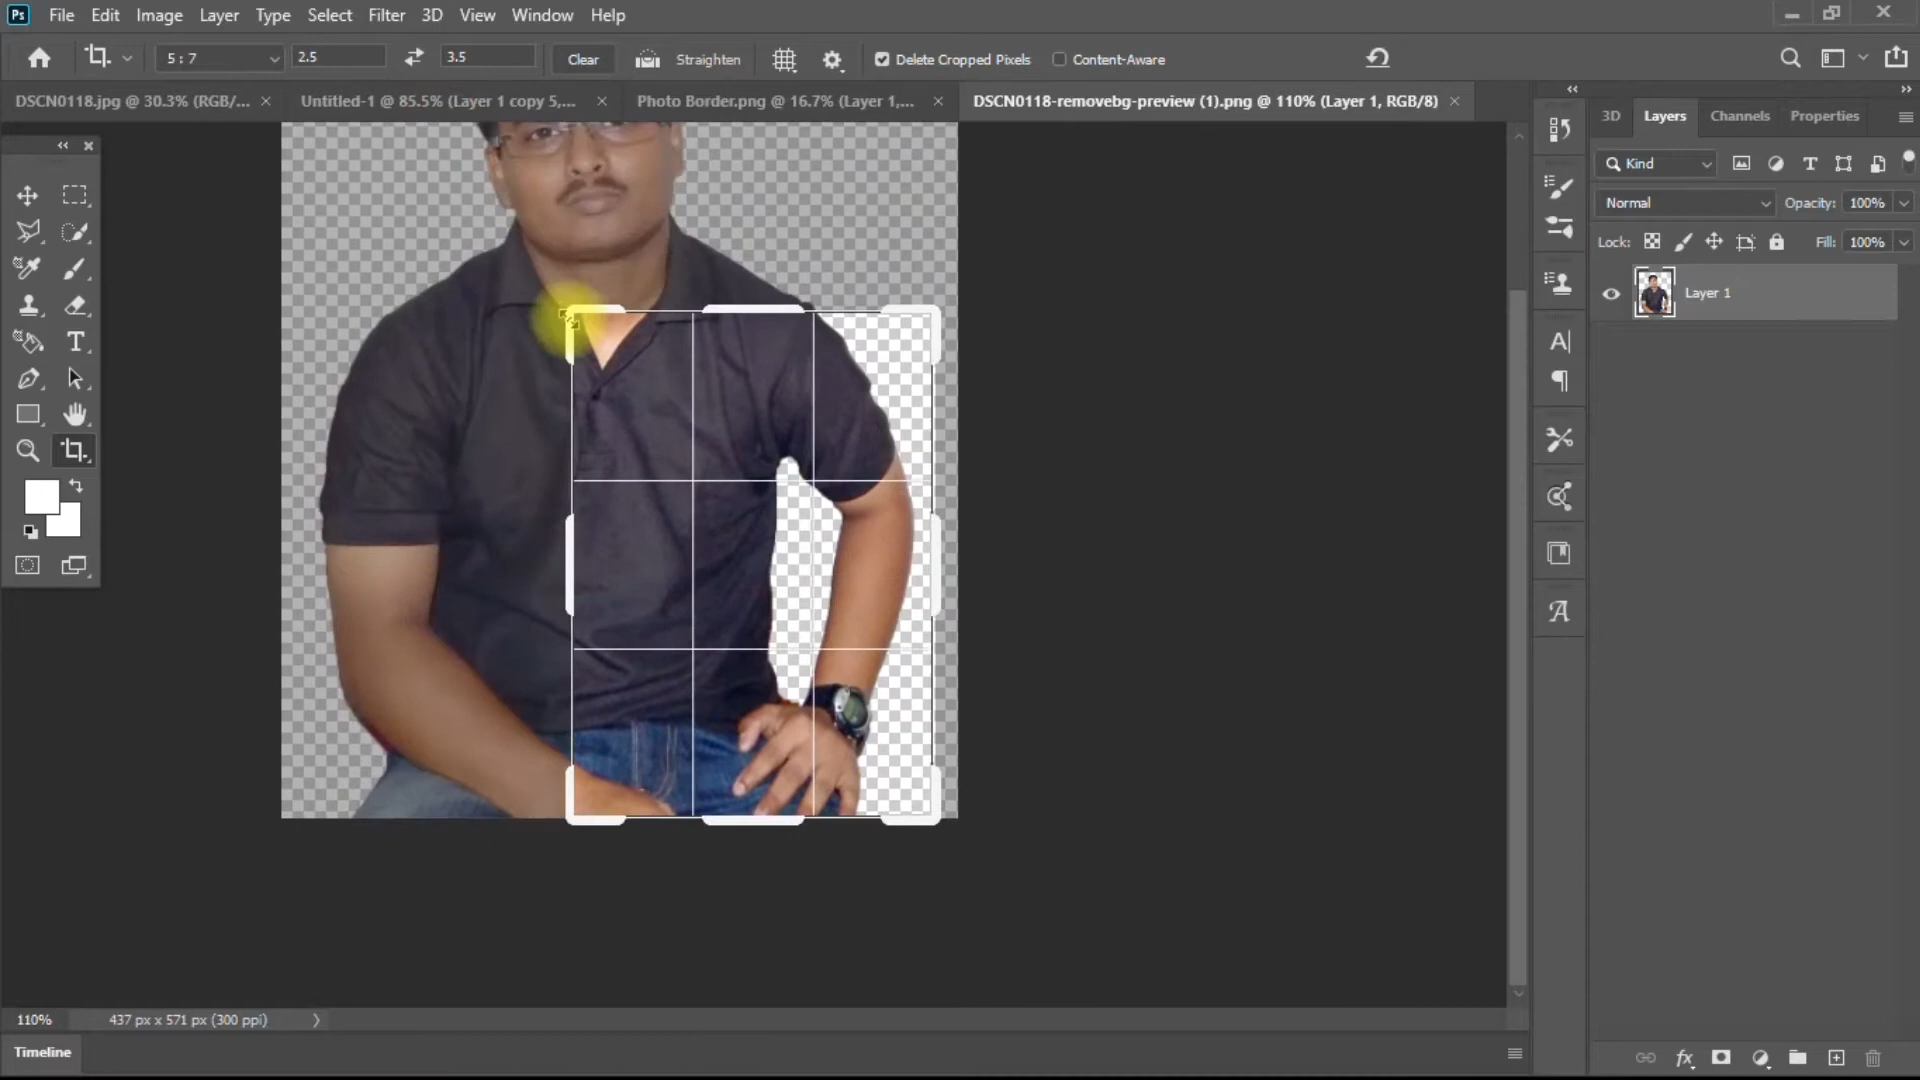 Ps File Edit Image Layer Type Select Filter 3D View Window Help
5 : 7 2.5 3.5 Clear Straighten Delete Cropped Pixels Content-Aware
DSCN0118.jpg @ 30.3% (RGB/... Untitled-1 @ 85.5% (Layer 1 copy 5,... Photo Border.png @ 16.7% (Layer 1,... DSCN0118-removebg-preview (1).png @ 110% (Layer 1, RGB/8)
3D Layers Channels Properties
Kind
Normal Opacity: 100%
Lock: Fill: 100%
Layer 1
110% 437 px x 571 px (300 ppi)
Timeline